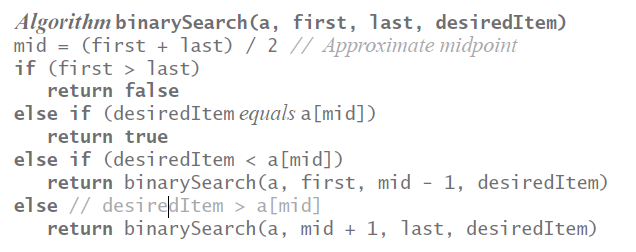 Algorithm binarySearch(a, first, last, desiredItem)
mid = (first + last) / 2 // Approximate midpoint
if (first > last)
   return false
else if (desiredItem equals a[mid])
   return true
else if (desiredItem < a[mid])
   return binarySearch(a, first, mid - 1, desiredItem)
else // desiredItem > a[mid]
   return binarySearch(a, mid + 1, last, desiredItem)